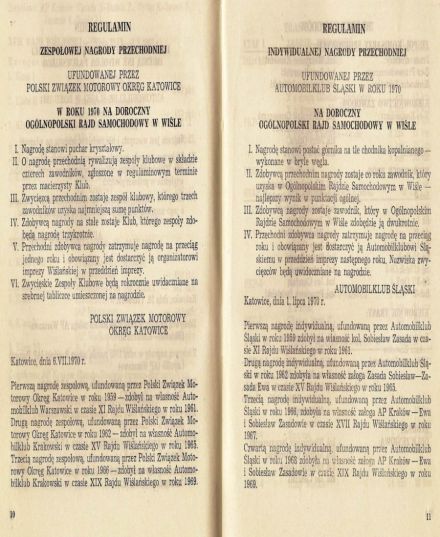 REGULAMIN
ZESPOŁOWEJ NAGRODY PRZECHODNIEJ
UFUNDOWANEJ PRZEZ
POLSKI ZWIĄZEK MOTOROWY OKRĘG KATOWICE
W ROKU 1970 NA DOROCZNY
OGÓLNOPOLSKI RAJD SAMOCHODOWY W WIŚLE
I. Nagrodę stanowi puchar kryształowy.
II. O nagrodę przechodnią rywalizują zespoły klubowe w składzie
czterech zawodników, zgłoszone w regulaminowym terminie
przez macierzysty Klub.
III. Zwycięzcą przechodnim zostaje zespół klubowy, którego trzech
zawodników uzyska najmniejszą sumę punktów.
IV. Zdobywcą nagrody na stałe zostaje Klub, którego zespoły zdo-
będą nagrodę trzykrotnie.
V. Przechodni zdobywca nagrody zatrzymuje nagrodę na przeciąg
jednego roku i obowiązany jest dostarczyć ją organizatorowi
imprezy Wiślańskiej w przeddzień imprezy.
VI. Zwycięskie Zespoły Klubowe będą rokrocznie uwidaczniane na
srebrnej tabliczce umieszczonej na nagrodzie.
POLSKI ZWIĄZEK MOTOROWY
OKRĘG KATOWICE
Katowice, dnia 6.VII.1970 r.
Pierwszą nagrodę zespołową, ufundowaną przez Polski Związek Mo-
torowy Okręg Katowice w roku 1959 – zdobył na własność Auto-
mobilklub Warszawski w czasie XI Rajdu Wiślańskiego w roku 1961.
Drugą nagrodę zespołową, ufundowaną przez Polski Związek Mo-
torowy Okręg Katowice w roku 1962 – zdobył na własność Auto-
mobilklub Krakowski w czasie XV Rajdu Wiślańskiego w roku 1965.
Trzecią nagrodę zespołową, ufundowaną przez Polski Związek Moto-
rowy Okręg Katowice w roku 1966 – zdobył na własność Automo-
bilklub Krakowski w czasie XIX Rajdu Wiślańskiego w roku 1969.
10
REGULAMIN
INDYWIDUALNEJ NAGRODY PRZECHODNIEJ
UFUNDOWANEJ PRZEZ
AUTOMOBILKLUB ŚLĄSKI W ROKU 1970
NA DOROCZNY
OGÓLNOPOLSKI RAJD SAMOCHODOWY W WIŚLE
I. Nagrodę stanowi postać górnika na tle chodnika kopalnianego –
wykonane w bryle węgla.
II. Zdobywcą przechodnim nagrody zostaje co roku zawodnik, który
uzyska w Ogólnopolskim Rajdzie Samochodowym w Wiśle –
najlepszy wynik w punktacji ogólnej.
III. Zdobywcą nagrody zostaje zawodnik, który w Ogólnopolskim
Rajdzie Samochodowym w Wiśle zdobędzie ją dwukrotnie.
IV. Przechodni zdobywca nagrody zatrzymuje nagrodę na przeciąg
roku i obowiązany jest dostarczyć ją Automobilklubowi Ślą-
skiemu w przeddzień imprezy następnego roku. Nazwiska zwy-
cięzców będą uwidaczniane na nagrodzie.
AUTOMOBILKLUB ŚLĄSKI
Katowice, dnia 1. lipca 1970 r.
Pierwszą nagrodę indywidualną, ufundowaną przez Automobilklub
Śląski w roku 1959 zdobył na własność kol. Sobiesław Zasada w cza-
sie XI Rajdu Wiślańskiego w roku 1961.
Drugą nagrodę indywidualną, ufundowaną przez Automobilklub Ślą-
ski w roku 1962 zdobyła na własność załoga Zasada Sobiesław – Za-
sada Ewa w czasie XV Rajdu Wiślańskiego w roku 1965.
Trzecią nagrodę indywidualną, ufundowaną przez Automobilklub
Śląski w roku 1966, zdobyła na własność załoga AP Kraków – Ewa
i Sobiesław Zasadowie w czasie XVII Rajdu Wiślańskiego w roku
1967.
Czwartą nagrodę indywidualną, ufundowaną przez Automobilklub
Śląski w roku 1968 zdobyła na własność załoga AP Kraków – Ewa
i Sobiesław Zasadowie w czasie XIX Rajdu Wiślańskiego w roku
1969.
11